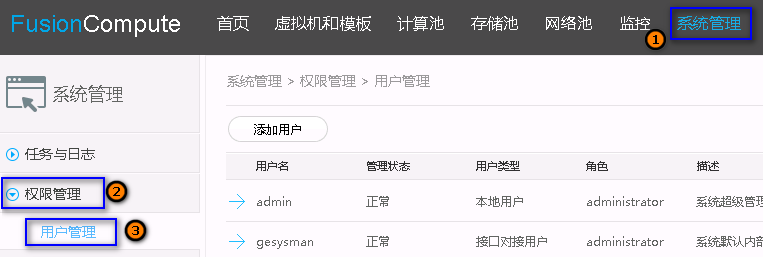 FusionCompute 首页 虚拟机和模板 计算池 存储池 网络池 监控 系统管理
1
系统管理 > 权限管理 > 用户管理
系统管理
添加用户
任务与日志
用户名 管理状态 用户类型 角色 描述
权限管理 2
admin 正常 本地用户 administrator 系统超级管理
用户管理 3
gesysman 正常 接口对接用户 administrator 系统默认内部